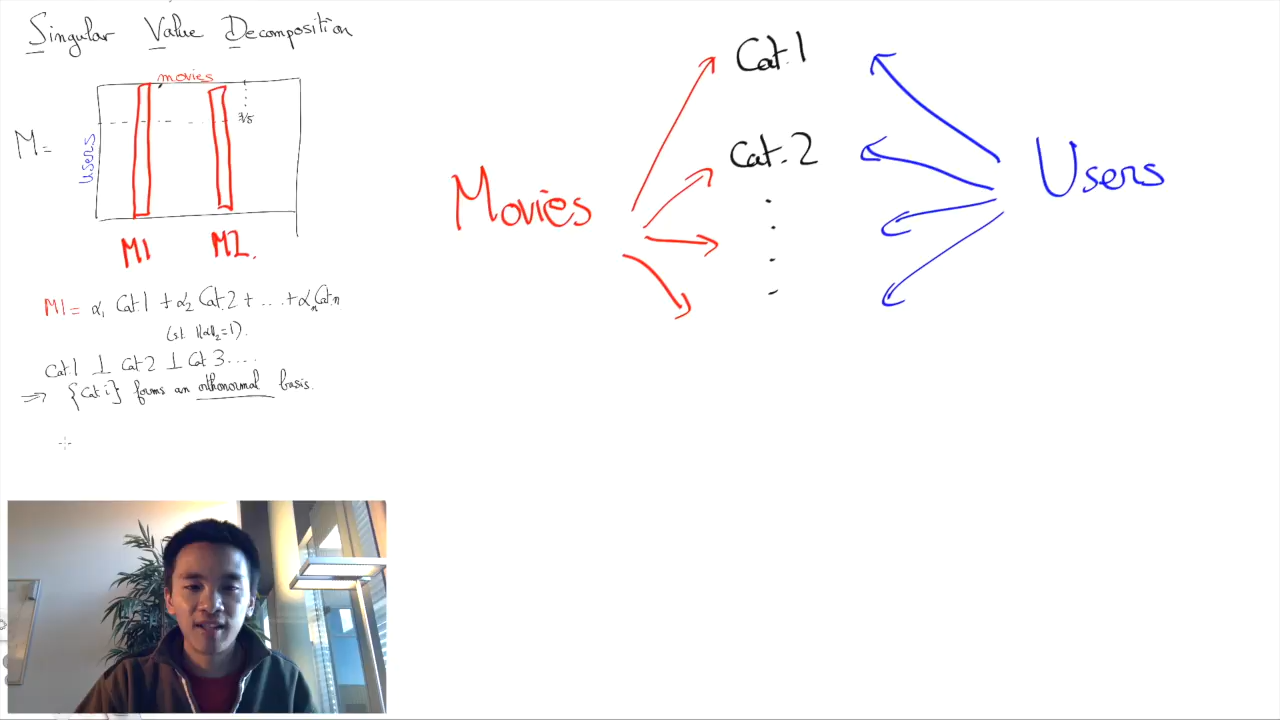 Singular Value Decomposition
movies
M=
users
3/5
M1 M2.
M1 = α₁ Cat.1 + α₂ Cat.2 + ... + αₙ Cat.n
(st. ||α||₂=1).
Cat.1 ⊥ Cat 2 ⊥ Cat 3....
⇒ {Cat i} forms an orthonormal basis.
Cat.1
Cat.2
Movies
Users